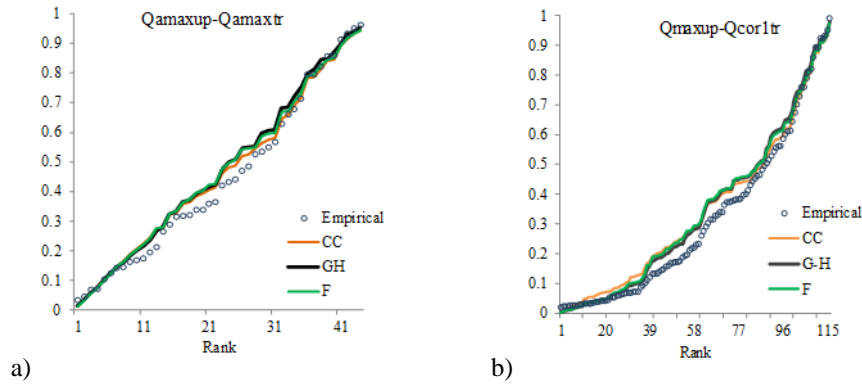 Qamaxup-Qamaxtr
1
0.9
0.8
0.7
0.6
0.5
0.4
0.3
0.2
0.1
0
Empirical
CC
GH
F
1 11 21 31 41
Rank
a)
Qmaxup-Qcor1tr
1
0.9
0.8
0.7
0.6
0.5
0.4
0.3
0.2
0.1
0
Empirical
CC
G-H
F
1 20 39 58 77 96 115
Rank
b)